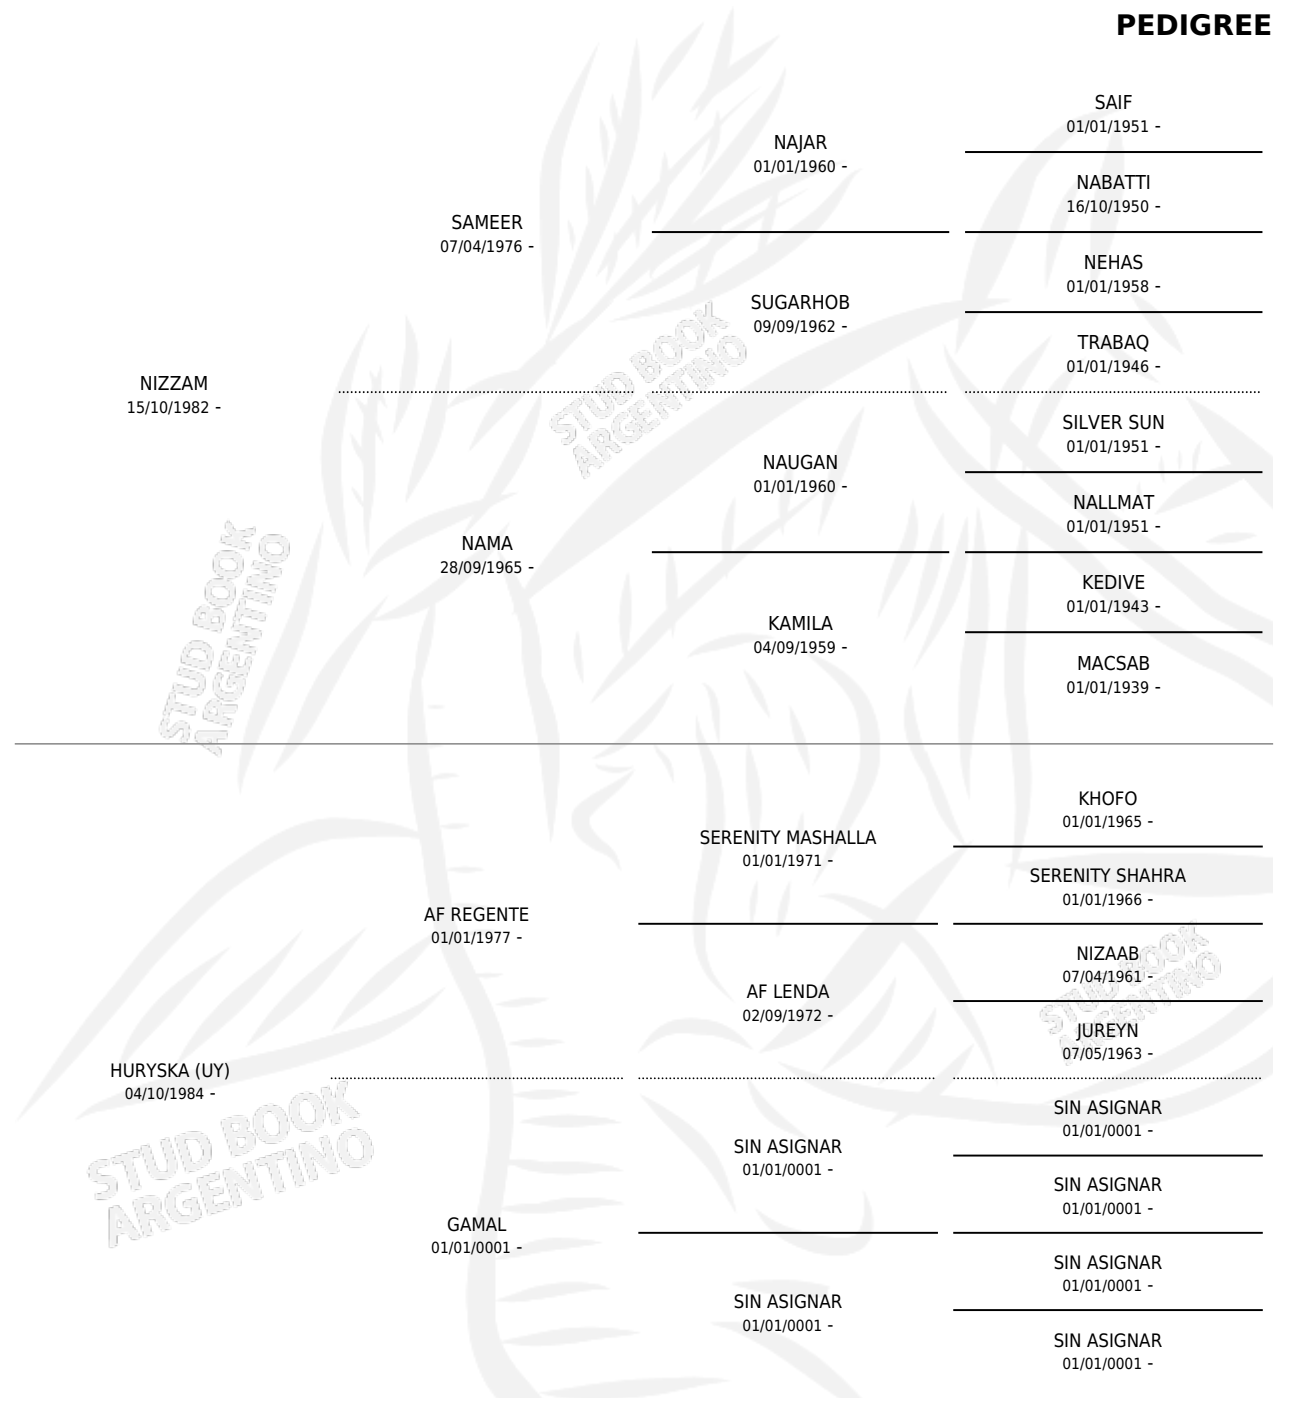 PEDIGREE
SAIF
01/01/1951 -
NAJAR
01/01/1960 -
NABATTI
16/10/1950 -
SAMEER
07/04/1976 -
NEHAS
01/01/1958 -
SUGARHOB
09/09/1962 -
TRABAQ
01/01/1946 -
STUD BOOK
ARGENTINO
NIZZAM
15/10/1982 -
SILVER SUN
01/01/1951 -
NAUGAN
01/01/1960 -
NALLMAT
01/01/1951 -
NAMA
28/09/1965 -
KEDIVE
01/01/1943 -
KAMILA
04/09/1959 -
MACSAB
01/01/1939 -
STUD BOOK
ARGENTINO
KHOFO
01/01/1965 -
SERENITY MASHALLA
01/01/1971 -
SERENITY SHAHRA
01/01/1966 -
AF REGENTE
01/01/1977 -
NIZAAB
07/04/1961 -
AF LENDA
02/09/1972 -
JUREYN
07/05/1963 -
STUD BOOK
ARGENTINO
HURYSKA (UY)
04/10/1984 -
SIN ASIGNAR
01/01/0001 -
SIN ASIGNAR
01/01/0001 -
SIN ASIGNAR
01/01/0001 -
STUD BOOK
ARGENTINO
GAMAL
01/01/0001 -
SIN ASIGNAR
01/01/0001 -
SIN ASIGNAR
01/01/0001 -
SIN ASIGNAR
01/01/0001 -